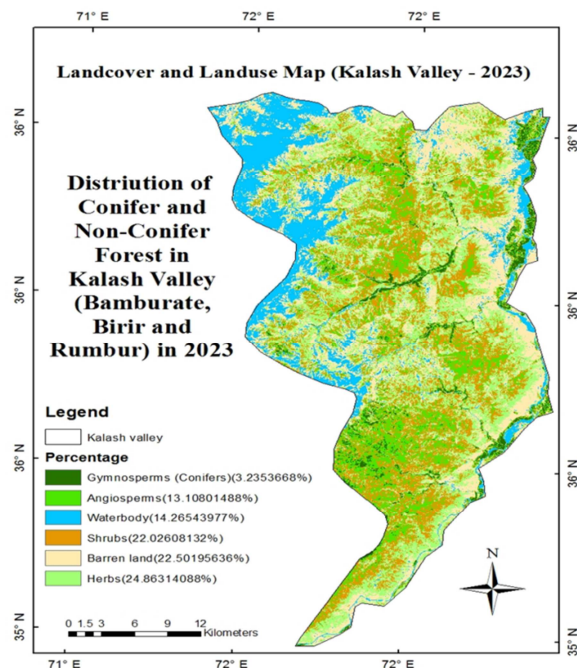 71° E 72° E 72° E
Landcover and Landuse Map (Kalash Valley - 2023)
36° N
36° N
Distriution of
Conifer and
Non-Conifer
Forest in
Kalash Valley
(Bamburate,
Birir and
Rumbur) in 2023
36° N
36° N
Legend
Kalash valley
Percentage
Gymnosperms (Conifers)(3.2353668%)
Angiosperms(13.10801488%)
Waterbody(14.26543977%)
Shrubs(22.02608132%)
Barren land(22.50195636%)
Herbs(24.86314088%)
36° N
36° N
N
0 1.5 3 6 9 12
Kilometers
35° N
35° N
71° E 72° E 72° E